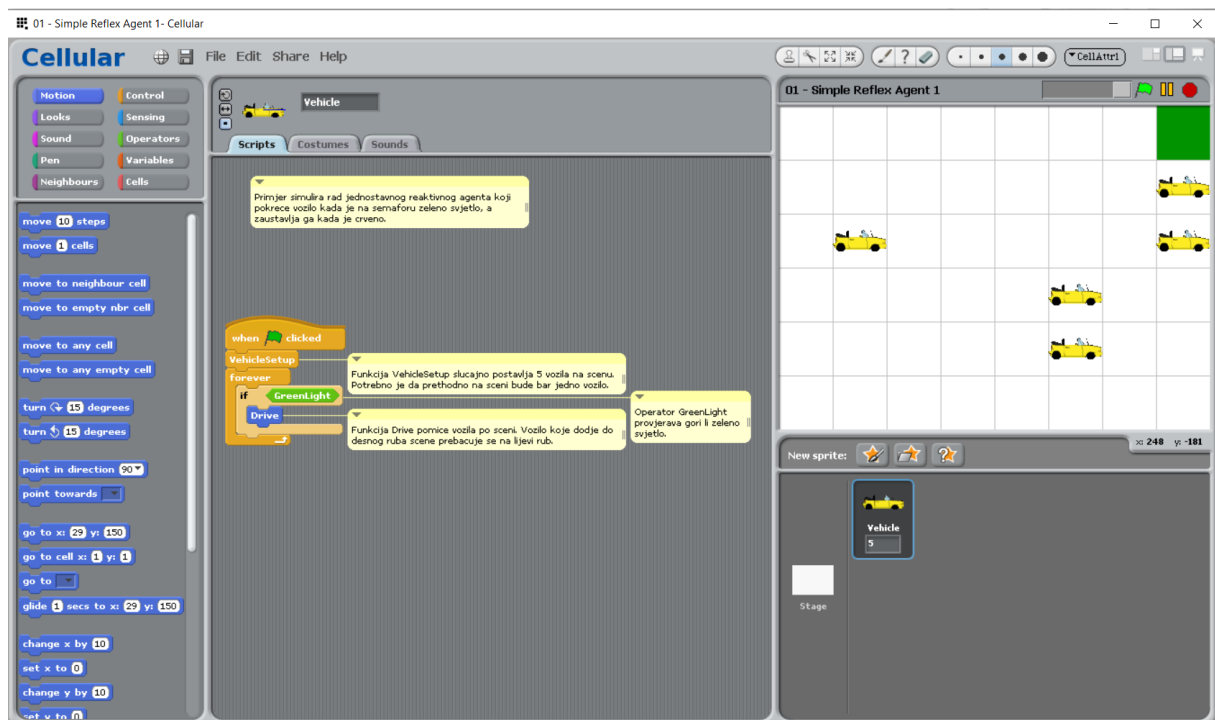 01 - Simple Reflex Agent 1- Cellular
Cellular
File Edit Share Help
CellAttr1
Motion
Control
Looks
Sensing
Sound
Operators
Pen
Variables
Neighbours
Cells
move 10 steps
move 1 cells
move to neighbour cell
move to empty nbr cell
move to any cell
move to any empty cell
turn 15 degrees
turn 15 degrees
point in direction 90
point towards
go to x: 29 y: 150
go to cell x: 1 y: 1
go to
glide 1 secs to x: 29 y: 150
change x by 10
set x to 0
change y by 10
set y to 0
Vehicle
Scripts
Costumes
Sounds
Primjer simulira rad jednostavnog reaktivnog agenta koji
pokrece vozilo kada je na semaforu zeleno svjetlo, a
zaustavlja ga kada je crveno.
when clicked
VehicleSetup
forever
if GreenLight
Drive
Funkcija VehicleSetup slucajno postavlja 5 vozila na scenu.
Potrebno je da prethodno na sceni bude bar jedno vozilo.
Operator GreenLight
provjerava gori li zeleno
svjetlo.
Funkcija Drive pomice vozila po sceni. Vozilo koje dodje do
desnog ruba scene prebacuje se na lijevi rub.
01 - Simple Reflex Agent 1
x: 248 y: -181
New sprite:
Vehicle
5
Stage